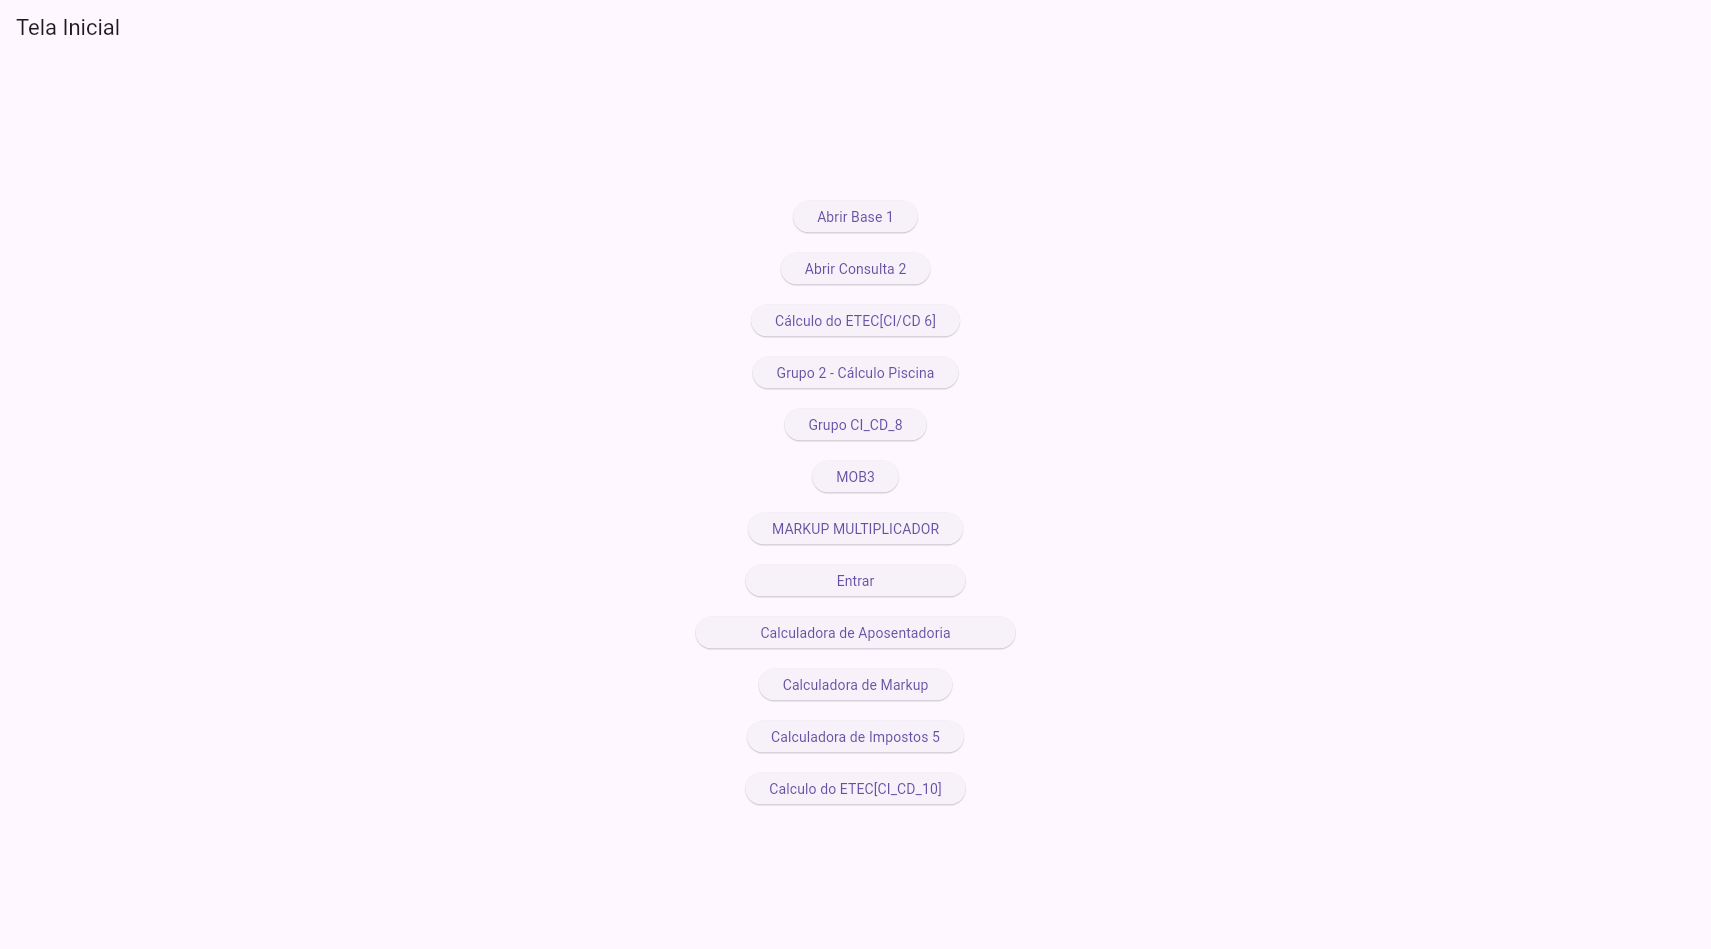 Tela Inicial
Abrir Base 1
Abrir Consulta 2
Cálculo do ETEC[CI/CD 6]
Grupo 2 - Cálculo Piscina
Grupo CI_CD_8
MOB3
MARKUP MULTIPLICADOR
Entrar
Calculadora de Aposentadoria
Calculadora de Markup
Calculadora de Impostos 5
Calculo do ETEC[CI_CD_10]